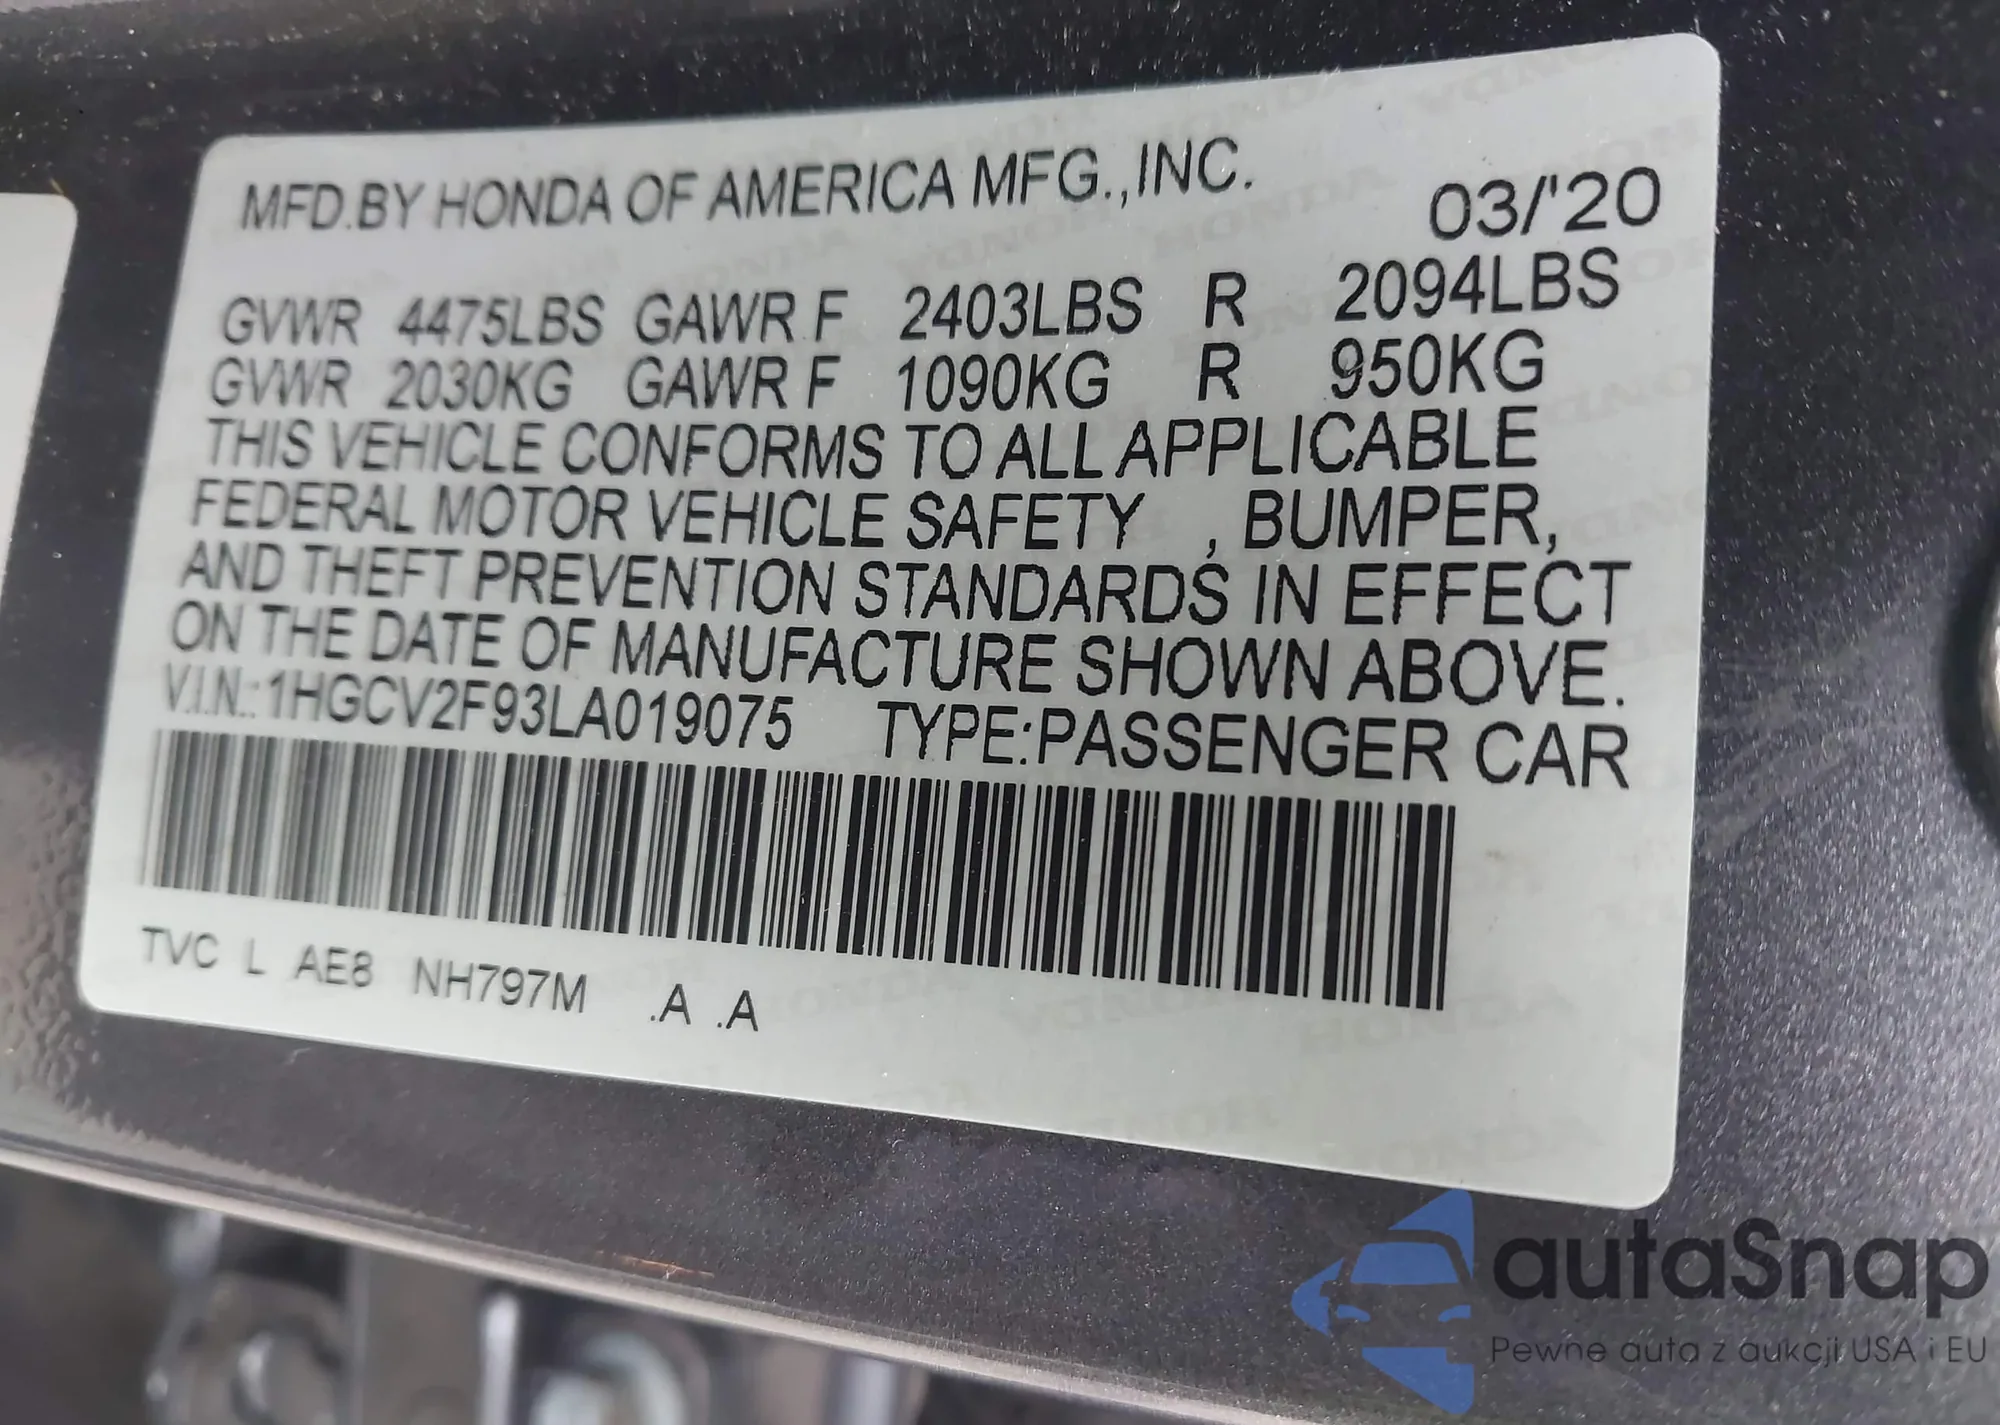 MFD.BY HONDA OF AMERICA MFG.,INC. 03/'20
GVWR 4475LBS GAWR F 2403LBS R 2094LBS
GVWR 2030KG GAWR F 1090KG R 950KG
THIS VEHICLE CONFORMS TO ALL APPLICABLE
FEDERAL MOTOR VEHICLE SAFETY , BUMPER,
AND THEFT PREVENTION STANDARDS IN EFFECT
ON THE DATE OF MANUFACTURE SHOWN ABOVE.
V.I.N.:1HGCV2F93LA019075 TYPE:PASSENGER CAR
TVC L AE8 NH797M .A .A
autaSnap
Pewne auta z aukcji USA i EU